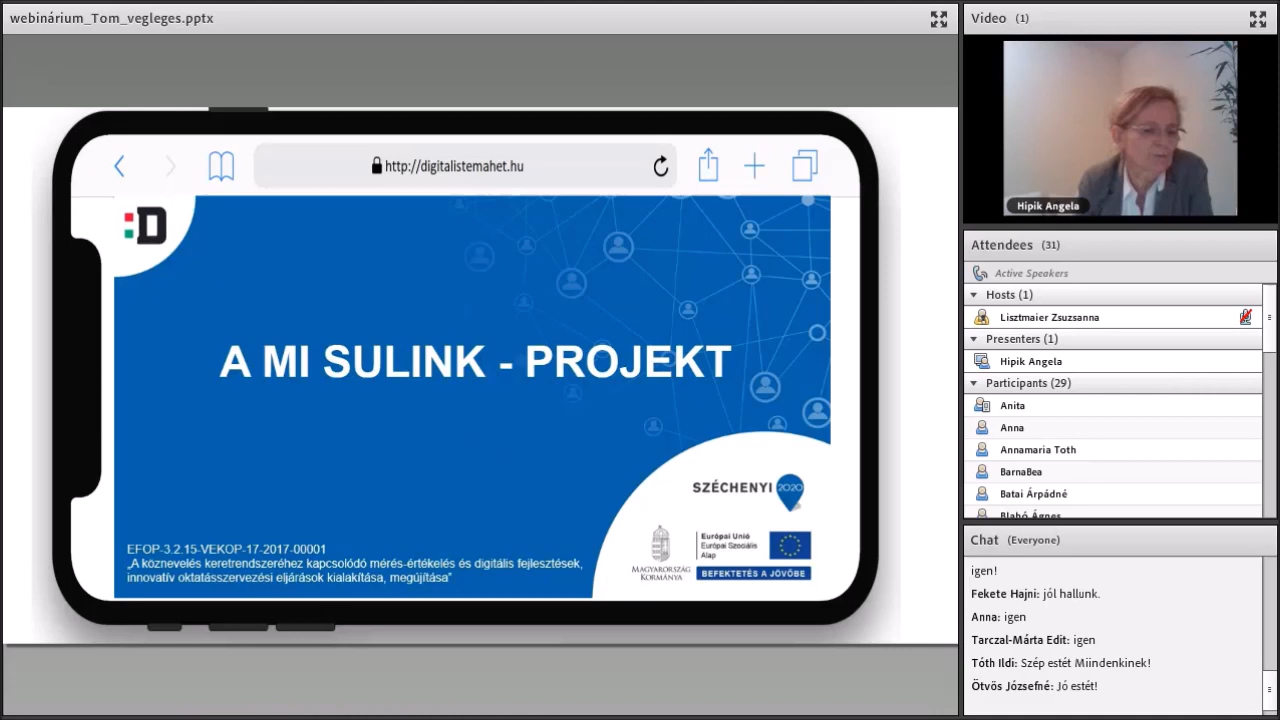 webinárium_Tom_vegleges.pptx
http://digitalistemahet.hu
:D
A MI SULINK - PROJEKT
SZÉCHENYI 2020
MAGYARORSZÁG
KORMÁNYA
Európai Unió
Európai Szociális
Alap
BEFEKTETÉS A JÖVŐBE
EFOP-3.2.15-VEKOP-17-2017-00001
„A köznevelés keretrendszeréhez kapcsolódó mérés-értékelés és digitális fejlesztések,
innovatív oktatásszervezési eljárások kialakítása, megújítása”
Video (1)
Hipik Angela
Attendees (31)
Active Speakers
Hosts (1)
Lisztmaier Zsuzsanna
Presenters (1)
Hipik Angela
Participants (29)
Anita
Anna
Annamaria Toth
BarnaBea
Batai Árpádné
Blahó Ágnes
Chat (Everyone)
igen!
Fekete Hajni: jól hallunk.
Anna: igen
Tarczal-Márta Edit: igen
Tóth Ildi: Szép estét Miindenkinek!
Ötvös Józsefné: Jó estét!